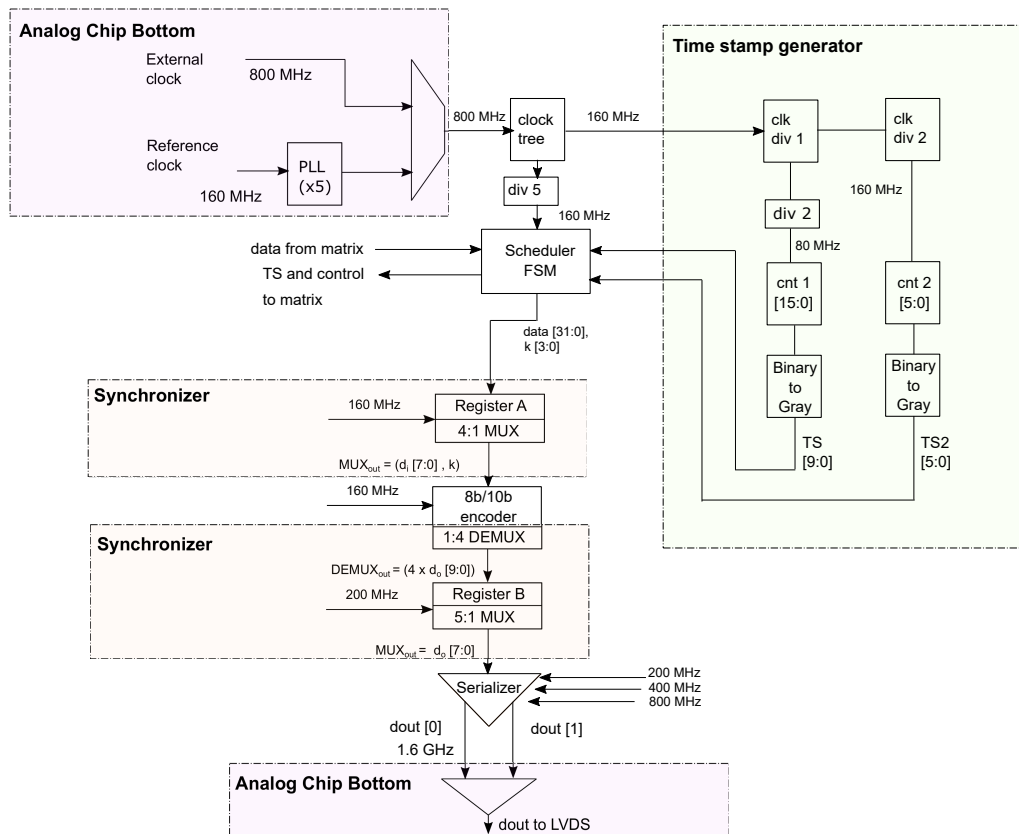 Analog Chip Bottom
External
clock
800 MHz
Reference
clock
160 MHz
PLL
(x5)
800 MHz
clock
tree
160 MHz
div 5
160 MHz
Time stamp generator
clk
div 1
clk
div 2
160 MHz
div 2
80 MHz
cnt 1
[15:0]
cnt 2
[5:0]
Binary
to
Gray
Binary
to
Gray
TS
[9:0]
TS2
[5:0]
data from matrix
TS and control
to matrix
Scheduler
FSM
data [31:0],
k [3:0]
Synchronizer
160 MHz
Register A
4:1 MUX
MUXout = (di [7:0] , k)
160 MHz
8b/10b
encoder
1:4 DEMUX
Synchronizer
DEMUXout = (4 x do [9:0])
200 MHz
Register B
5:1 MUX
MUXout = do [7:0]
Serializer
200 MHz
400 MHz
800 MHz
dout [0]
1.6 GHz
dout [1]
Analog Chip Bottom
dout to LVDS